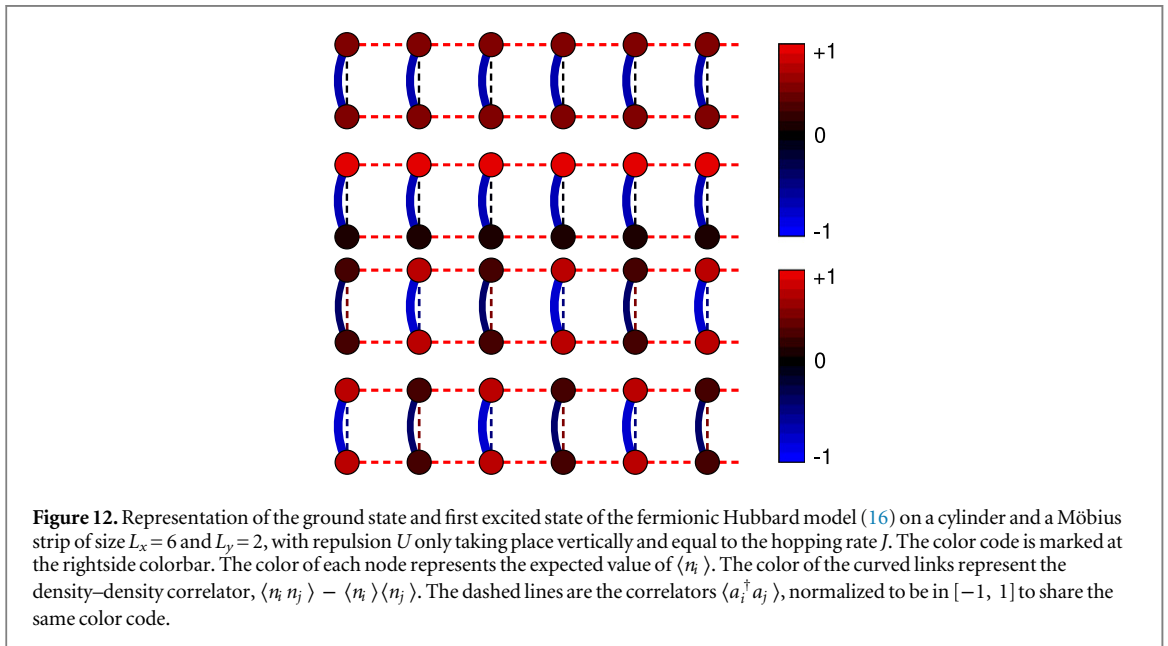 +1
0
-1
+1
0
-1
Figure 12. Representation of the ground state and first excited state of the fermionic Hubbard model (16) on a cylinder and a Möbius
strip of size Lₓ = 6 and L_y = 2, with repulsion U only taking place vertically and equal to the hopping rate J. The color code is marked at
the rightside colorbar. The color of each node represents the expected value of ⟨nᵢ⟩. The color of the curved links represent the
density–density correlator, ⟨nᵢ nⱼ⟩ − ⟨nᵢ⟩⟨nⱼ⟩. The dashed lines are the correlators ⟨aᵢ†aⱼ⟩, normalized to be in [−1, 1] to share the
same color code.